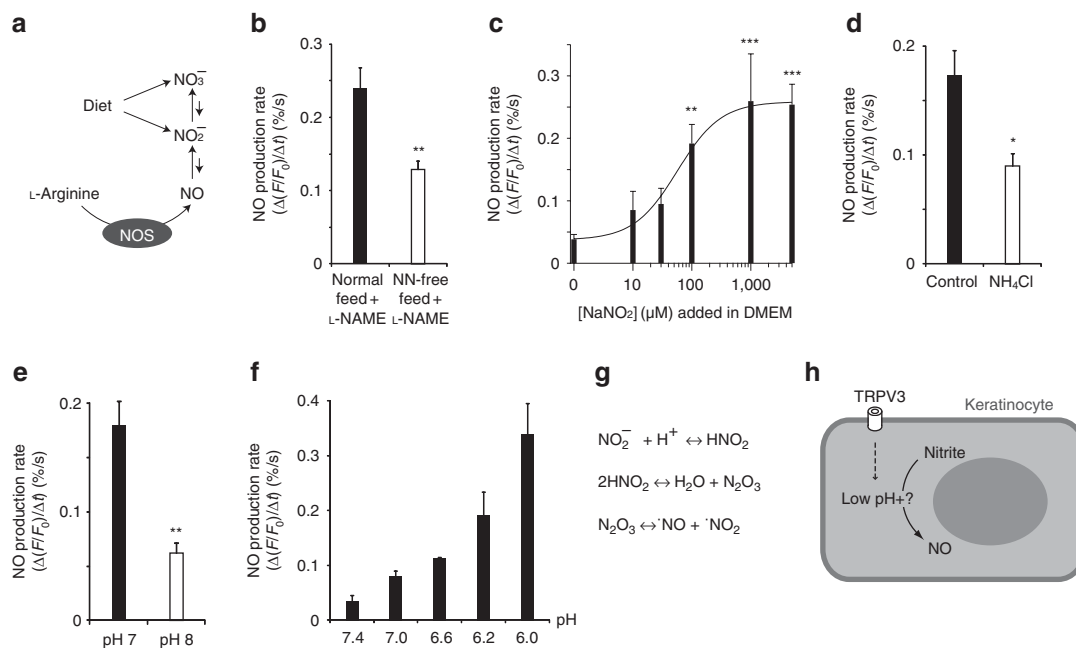 a
NO₃⁻
Diet
NO₂⁻
L-Arginine
NO
NOS
b
NO production rate
(Δ(F/F₀)/Δt) (%/s)
0.3
0.2
0.1
0
**
Normal
feed +
L-NAME
NN-free
feed +
L-NAME
c
NO production rate
(Δ(F/F₀)/Δt) (%/s)
0.3
0.2
0.1
0
**
***
***
0
10
100
1,000
[NaNO₂] (μM) added in DMEM
d
NO production rate
(Δ(F/F₀)/Δt) (%/s)
0.2
0.1
0
*
Control
NH₄Cl
e
NO production rate
(Δ(F/F₀)/Δt) (%/s)
0.2
0.1
0
**
pH 7
pH 8
f
NO production rate
(Δ(F/F₀)/Δt) (%/s)
0.4
0.3
0.2
0.1
0
7.4
7.0
6.6
6.2
6.0
pH
g
NO₂⁻ + H⁺ ↔ HNO₂
2HNO₂ ↔ H₂O + N₂O₃
N₂O₃ ↔ ˙NO + ˙NO₂
h
TRPV3
Keratinocyte
Nitrite
Low pH+?
NO